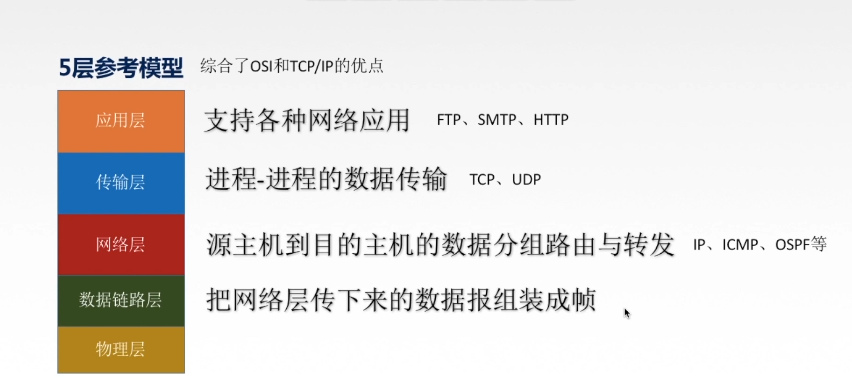 5层参考模型 综合了OSI和TCP/IP的优点
应用层 支持各种网络应用 FTP、SMTP、HTTP
传输层 进程-进程的数据传输 TCP、UDP
网络层 源主机到目的主机的数据分组路由与转发 IP、ICMP、OSPF等
数据链路层 把网络层传下来的数据报组装成帧
物理层